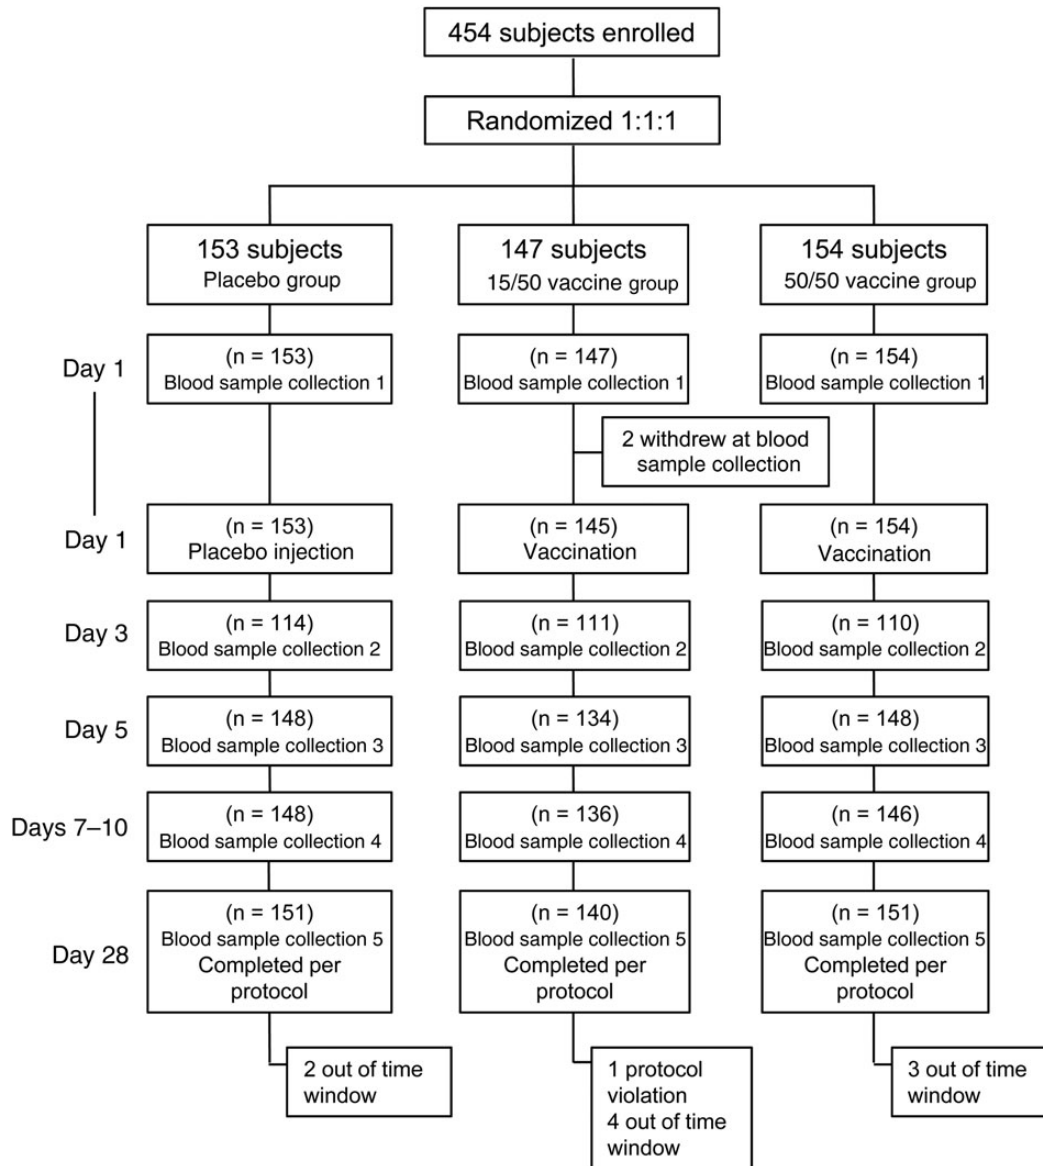 454 subjects enrolled
Randomized 1:1:1
153 subjects
Placebo group
147 subjects
15/50 vaccine group
154 subjects
50/50 vaccine group
Day 1
(n = 153)
Blood sample collection 1
(n = 147)
Blood sample collection 1
(n = 154)
Blood sample collection 1
2 withdrew at blood
sample collection
Day 1
(n = 153)
Placebo injection
(n = 145)
Vaccination
(n = 154)
Vaccination
Day 3
(n = 114)
Blood sample collection 2
(n = 111)
Blood sample collection 2
(n = 110)
Blood sample collection 2
Day 5
(n = 148)
Blood sample collection 3
(n = 134)
Blood sample collection 3
(n = 148)
Blood sample collection 3
Days 7–10
(n = 148)
Blood sample collection 4
(n = 136)
Blood sample collection 4
(n = 146)
Blood sample collection 4
Day 28
(n = 151)
Blood sample collection 5
Completed per
protocol
(n = 140)
Blood sample collection 5
Completed per
protocol
(n = 151)
Blood sample collection 5
Completed per
protocol
2 out of time
window
1 protocol
violation
4 out of time
window
3 out of time
window